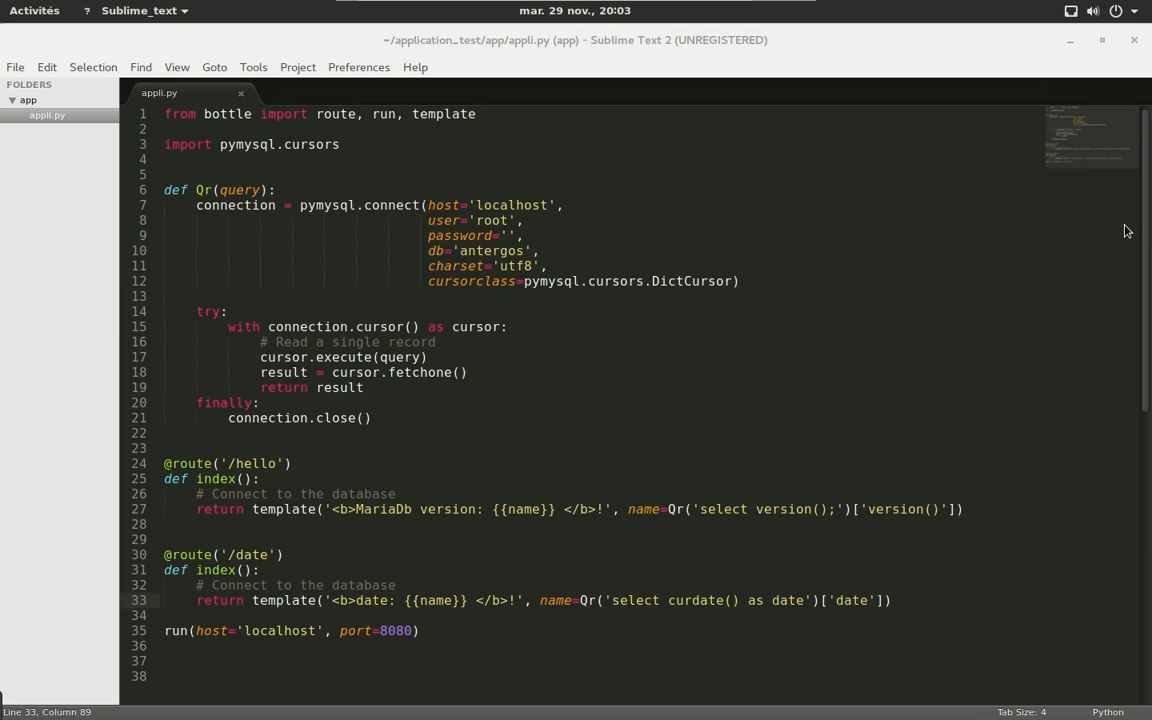 Activités ? Sublime_text mar. 29 nov., 20:03
~/application_test/app/appli.py (app) - Sublime Text 2 (UNREGISTERED)
File Edit Selection Find View Goto Tools Project Preferences Help
FOLDERS
app
appli.py
appli.py ×
1 from bottle import route, run, template
2
3 import pymysql.cursors
4
5
6 def Qr(query):
7     connection = pymysql.connect(host='localhost',
8                                  user='root',
9                                  password='',
10                                  db='antergos',
11                                  charset='utf8',
12                                  cursorclass=pymysql.cursors.DictCursor)
13
14     try:
15         with connection.cursor() as cursor:
16             # Read a single record
17             cursor.execute(query)
18             result = cursor.fetchone()
19             return result
20     finally:
21         connection.close()
22
23
24 @route('/hello')
25 def index():
26     # Connect to the database
27     return template('<b>MariaDb version: {{name}} </b>!', name=Qr('select version();')['version()'])
28
29
30 @route('/date')
31 def index():
32     # Connect to the database
33     return template('<b>date: {{name}} </b>!', name=Qr('select curdate() as date')['date'])
34
35 run(host='localhost', port=8080)
36
37
38
Line 33, Column 89 Tab Size: 4 Python